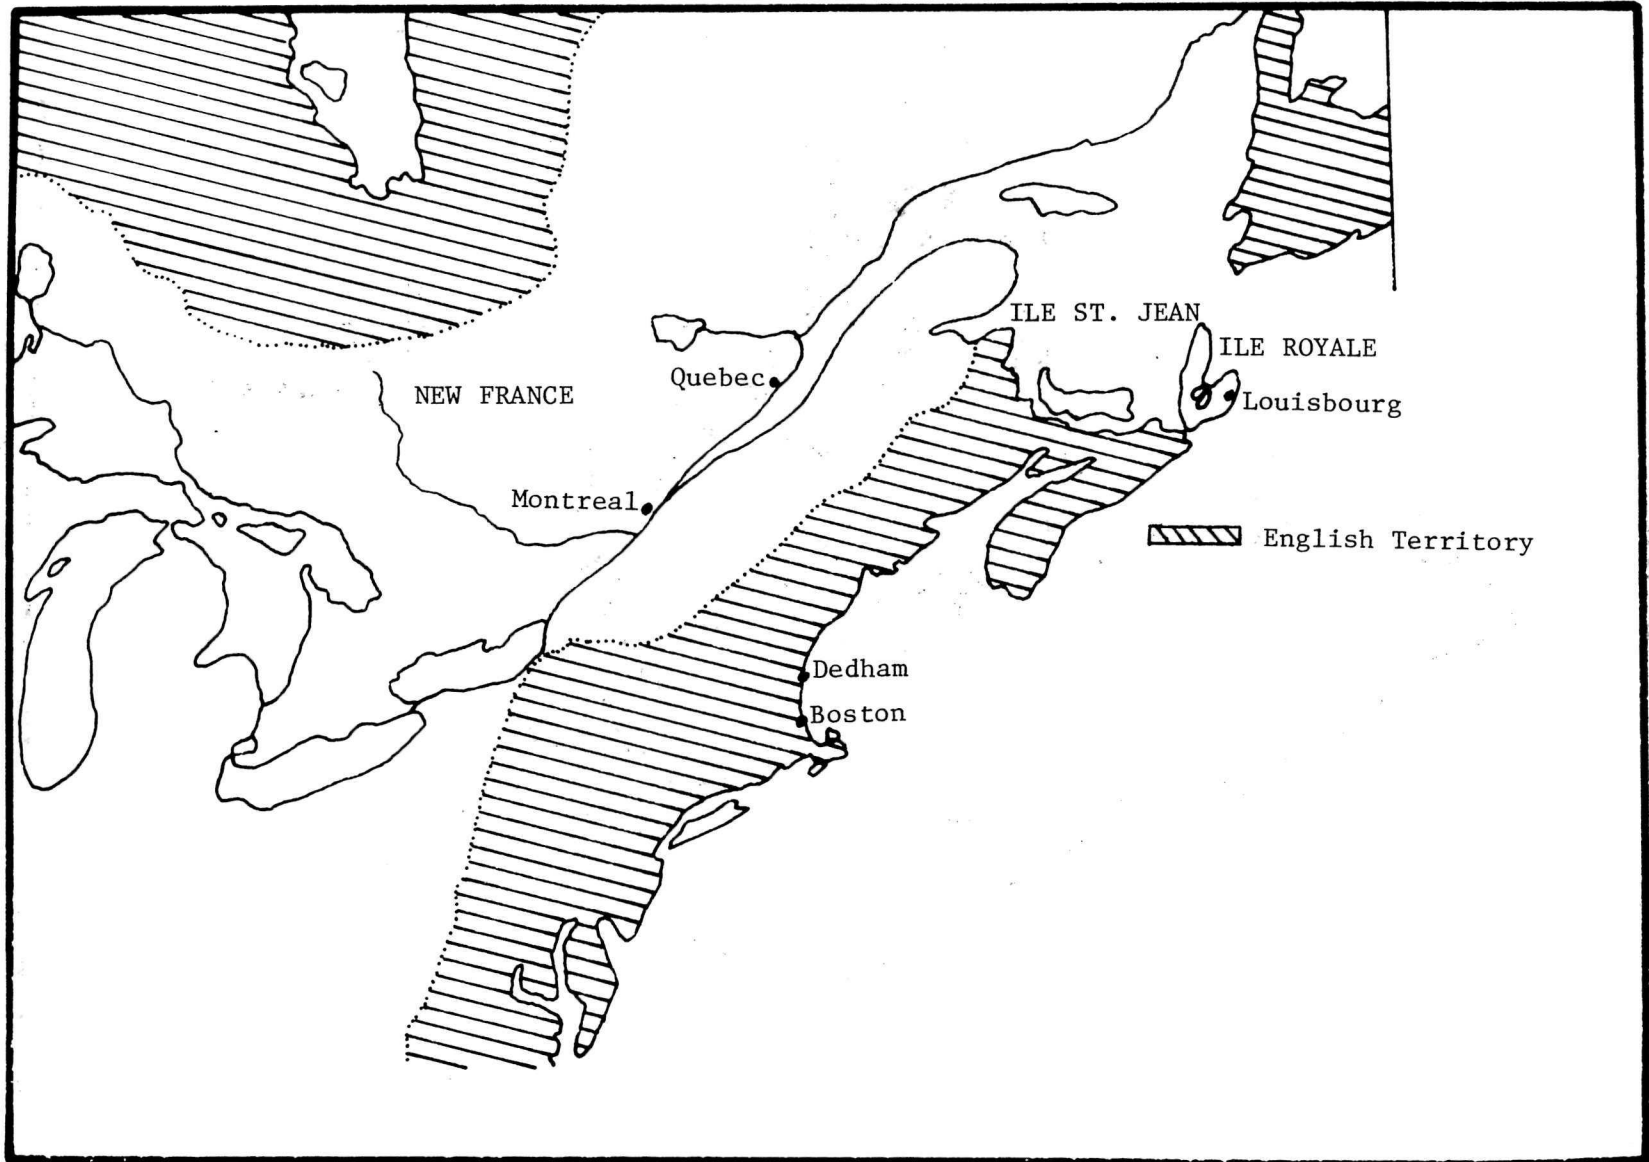 ILE ST. JEAN
ILE ROYALE
Quebec
NEW FRANCE
Louisbourg
Montreal
English Territory
Dedham
Boston